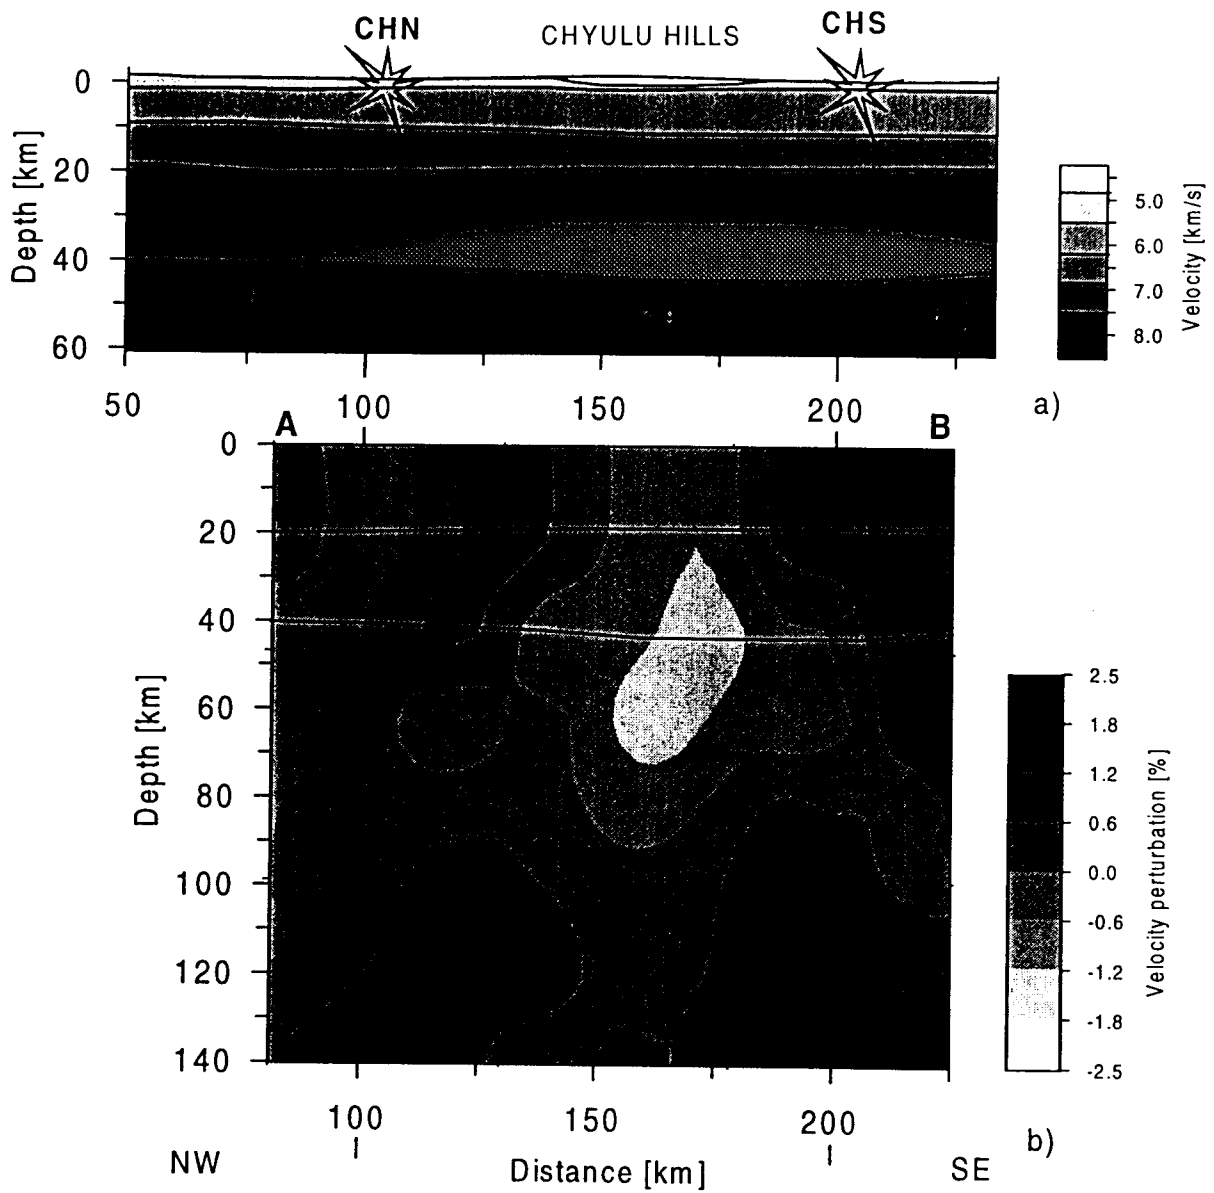 CHN CHYULU HILLS CHS
0
20
40
60
Depth [km]
50 100 150 200
5.0
6.0
7.0
8.0
Velocity [km/s]
a)
A B
0
20
40
60
80
100
120
140
Depth [km]
2.5
1.8
1.2
0.6
0.0
-0.6
-1.2
-1.8
-2.5
Velocity perturbation [%]
100 150 200
b)
NW Distance [km] SE